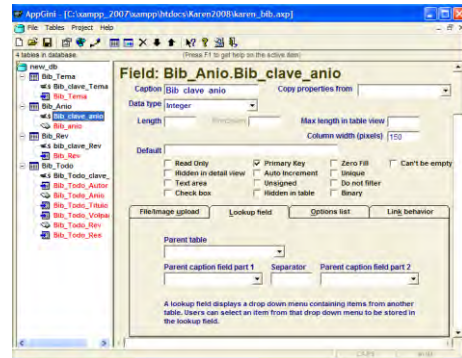 AppGini - [C:\xampp_2007\xampp\htdocs\Karen2008\karen_bib.axp]
File Tables Project Help
4 tables in database
(Press F1 to get help on the active item)
new_db
Bib_Tema
Bib_clave_Tema
Bib_Tema
Bib_Anio
Bib_clave_anio
Bib_anio
Bib_Rev
bib_clave_Rev
Bib_Rev
Bib_Todo
Bib_Todo_clave_
Bib_Todo_Autor
Bib_Todo_Anio
Bib_Todo_Titulo
Bib_Todo_Volpa
Bib_Todo_Rev
Bib_Todo_Res
Field: Bib_Anio.Bib_clave_anio
Caption Bib clave anio Copy properties from
Data type Integer
Length Precision Max length in table view
Column width (pixels) 150
Default
Read Only Primary Key Zero Fill Can't be empty
Hidden in detail view Auto Increment Unique
Text area Unsigned Do not filter
Check box Hidden in table Binary
File/Image upload Lookup field Options list Link behavior
Parent table
Parent caption field part 1 Separator Parent caption field part 2
A lookup field displays a drop down menu containing items from another
table. Users can select an item from that drop down menu to be stored in
the lookup field.